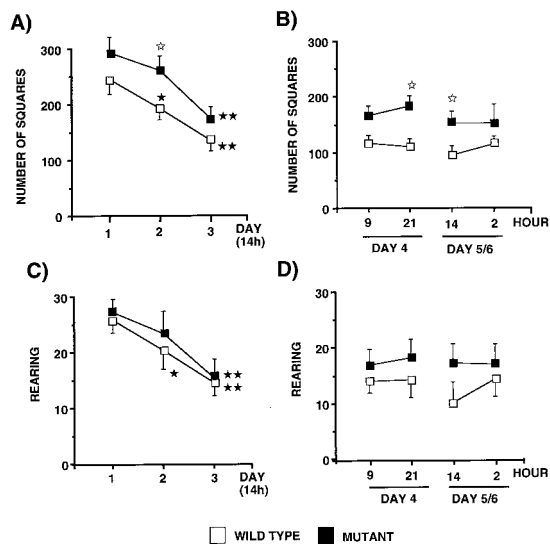 A)
NUMBER OF SQUARES
300
200
100
0
☆
★
★★
★★
1 2 3 DAY
(14h)
B)
NUMBER OF SQUARES
300
200
150
100
0
☆
☆
9 21 14 2 HOUR
DAY 4 DAY 5/6
C)
REARING
30
20
10
0
★
★★
★★
1 2 3 DAY
(14h)
D)
REARING
30
20
10
0
9 21 14 2 HOUR
DAY 4 DAY 5/6
WILD TYPE MUTANT